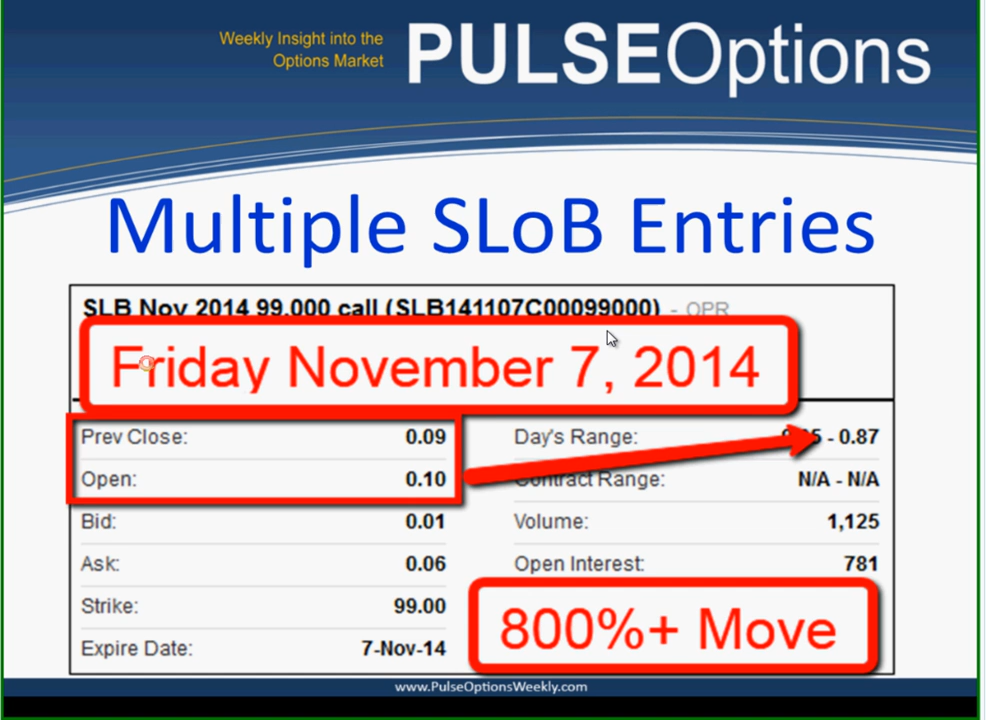 Weekly Insight into the
Options Market
PULSEOptions
Multiple SLoB Entries
SLB Nov 2014 99.000 call (SLB141107C00099000) - OPR
Friday November 7, 2014
Prev Close: 0.09 Day's Range: - 0.87
Open: 0.10 Contract Range: N/A - N/A
Bid: 0.01 Volume: 1,125
Ask: 0.06 Open Interest: 781
Strike: 99.00
Expire Date: 7-Nov-14
800%+ Move
www.PulseOptionsWeekly.com